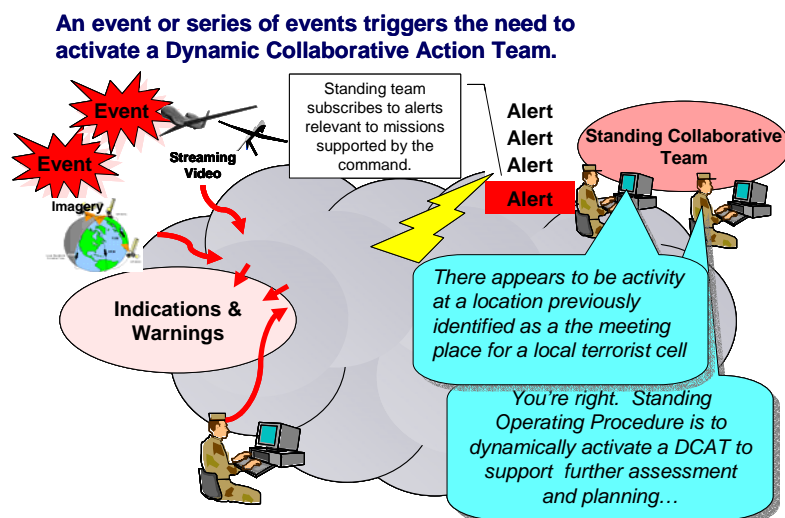 An event or series of events triggers the need to
activate a Dynamic Collaborative Action Team.
Event
Event
Streaming
Video
Imagery
Standing team
subscribes to alerts
relevant to missions
supported by the
command.
Alert
Alert
Alert
Alert
Standing Collaborative
Team
Indications &
Warnings
There appears to be activity
at a location previously
identified as a the meeting
place for a local terrorist cell
You're right.  Standing
Operating Procedure is to
dynamically activate a DCAT to
support  further assessment
and planning…